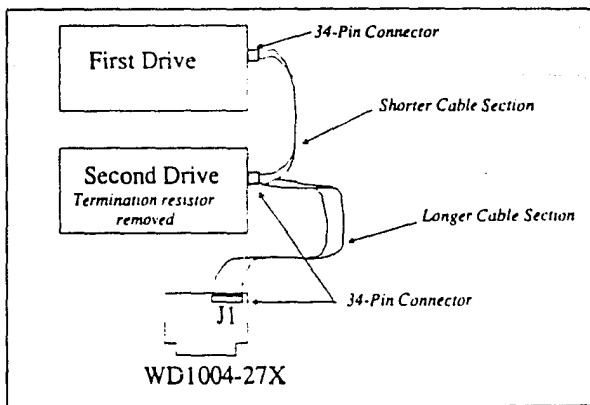 34-Pin Connector
First Drive
Shorter Cable Section
Second Drive
Termination resistor
removed
Longer Cable Section
34-Pin Connector
J1
WD1004-27X